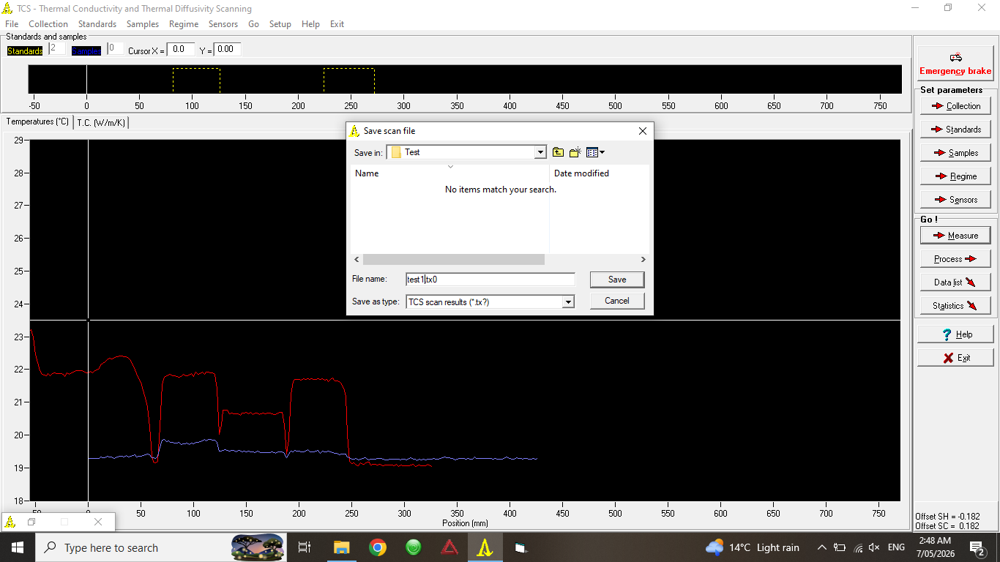 TCS - Thermal Conductivity and Thermal Diffusivity Scanning
File Collection Standards Samples Regime Sensors Go Setup Help Exit
Standards and samples
Standards 2 Samples 0 Cursor X = 0.0 Y = 0.00
-50 0 50 100 150 200 250 300 350 400 450 500 550 600 650 700 750
Temperatures (°C) T.C. (W/m/K)
Save scan file
Save in: Test
Name Date modified
No items match your search.
File name: test1.tx0 Save
Save as type: TCS scan results (*.tx?) Cancel
29
28
27
26
25
24
23
22
21
20
19
18
-50 0 50 100 150 200 250 300 350 400 450 500 550 600 650 700 750
Position (mm)
Emergency brake
Set parameters
Collection
Standards
Samples
Regime
Sensors
Go !
Measure
Process
Data list
Statistics
Help
Exit
Offset SH = -0.182
Offset SC = 0.182
Type here to search
14°C Light rain
ENG
2:48 AM
7/05/2026
2